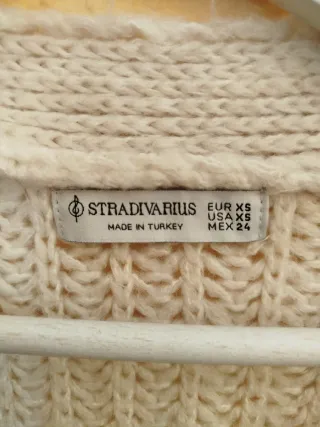 STRADIVARIUS
MADE IN TURKEY
EUR XS
USA XS
MEX 24